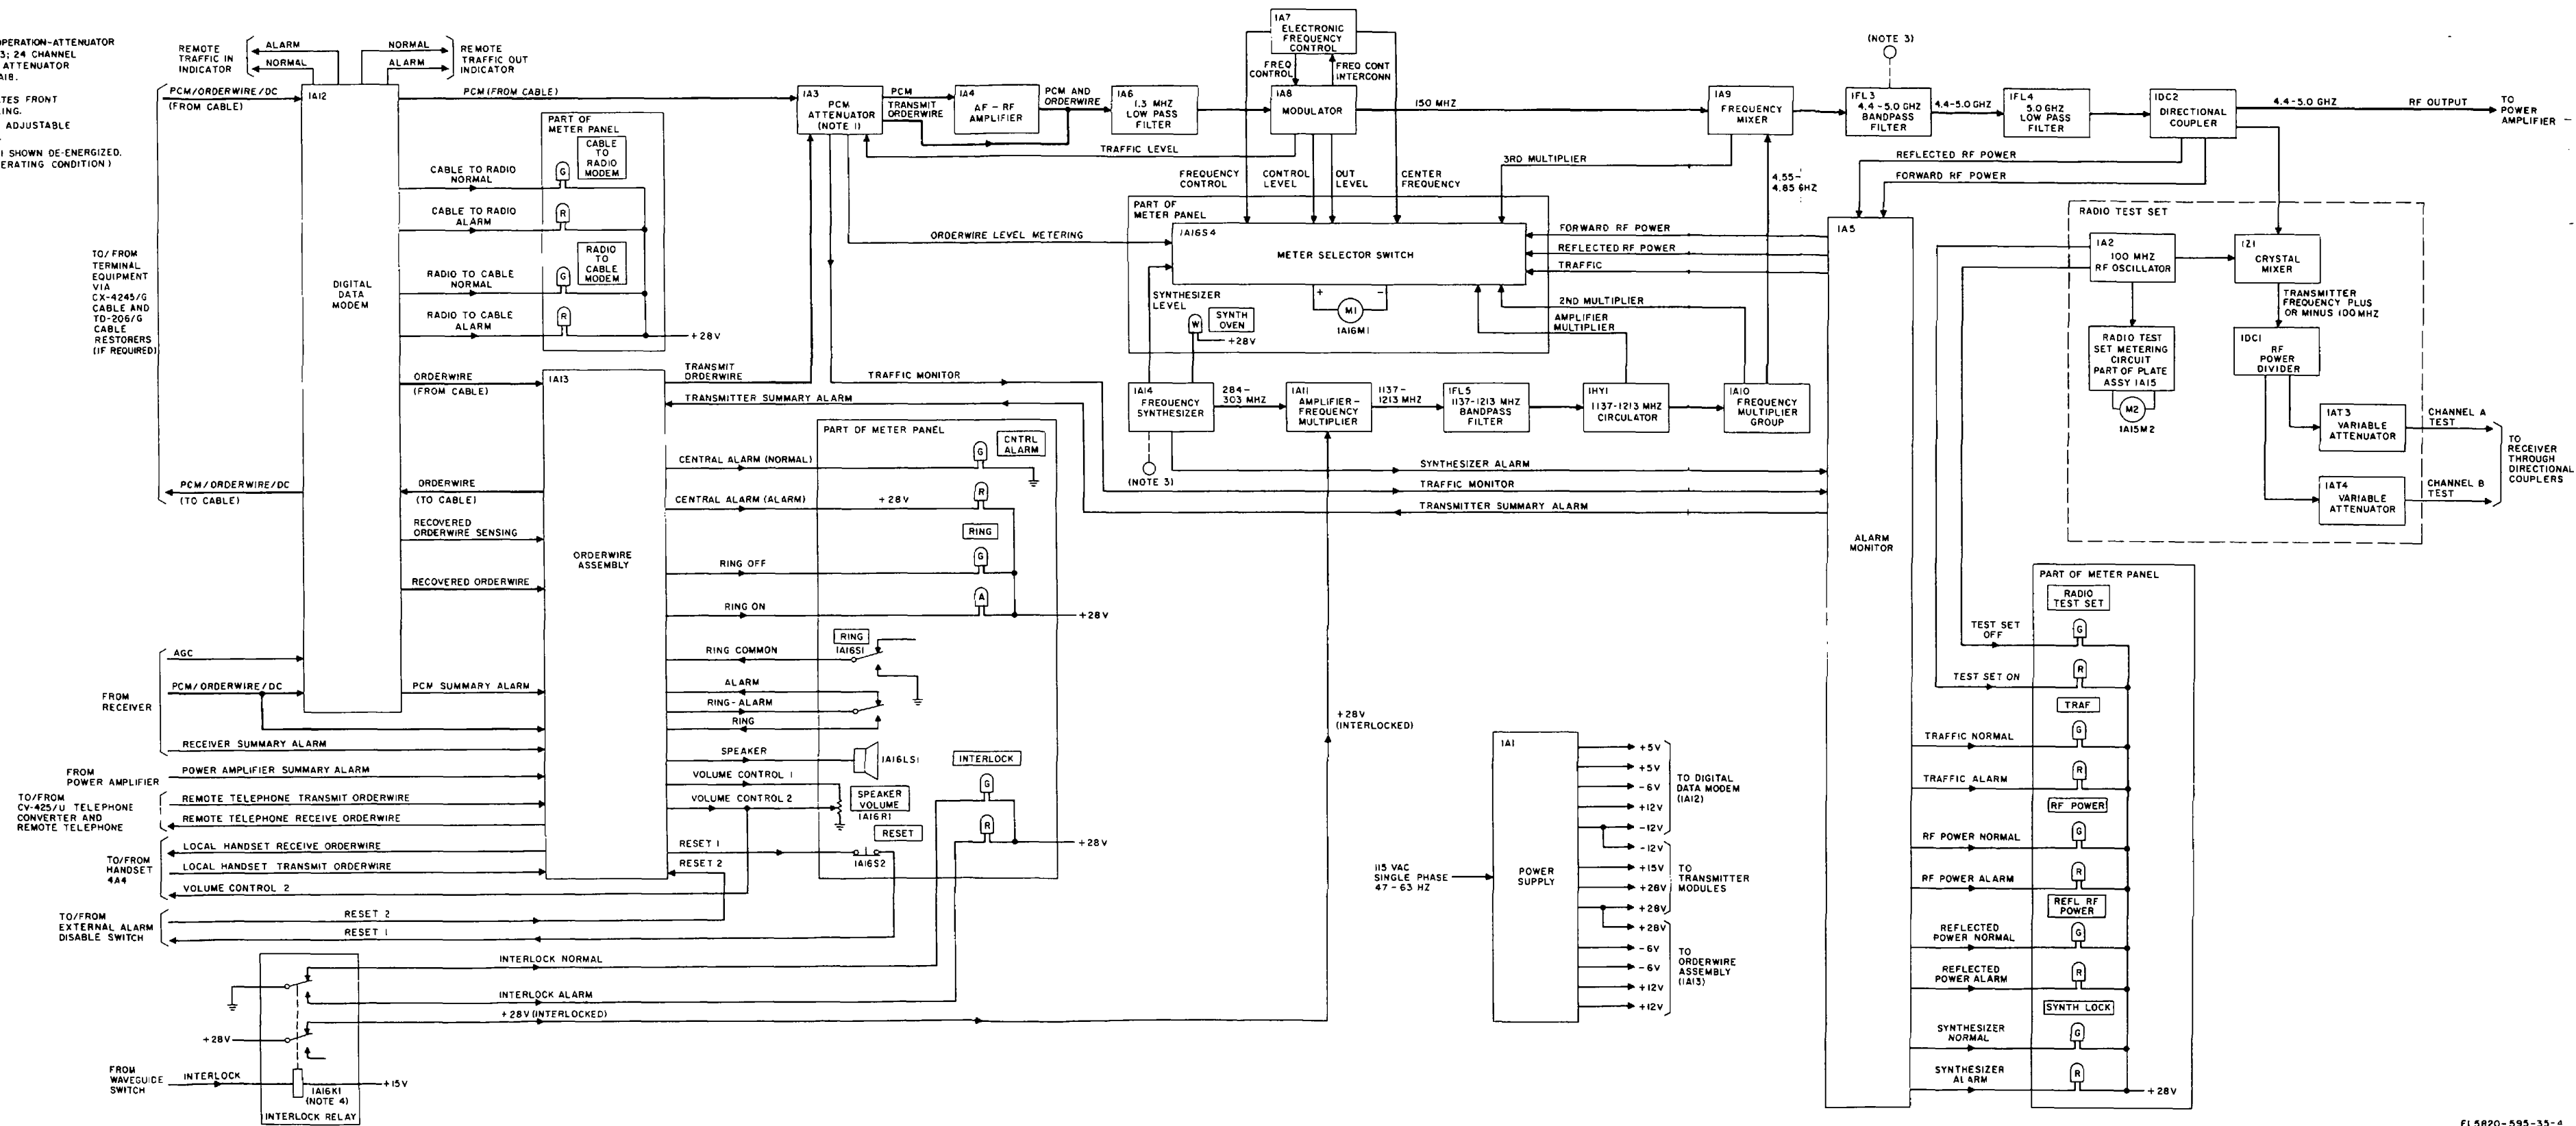 OPERATION-ATTENUATOR
3; 24 CHANNEL
ATTENUATOR
A18.
TES FRONT
ING.
ADJUSTABLE
I SHOWN DE-ENERGIZED.
ERATING CONDITION)
REMOTE
TRAFFIC IN
INDICATOR
ALARM
NORMAL
NORMAL
ALARM
REMOTE
TRAFFIC OUT
INDICATOR
PCM/ORDERWIRE/DC
(FROM CABLE)
1A12
DIGITAL
DATA
MODEM
PCM (FROM CABLE)
PART OF
METER PANEL
CABLE
TO
RADIO
MODEM
G
CABLE TO RADIO
NORMAL
R
CABLE TO RADIO
ALARM
RADIO
TO
CABLE
MODEM
G
RADIO TO CABLE
NORMAL
R
RADIO TO CABLE
ALARM
+28V
TO/FROM
TERMINAL
EQUIPMENT
VIA
CX-4245/G
CABLE AND
TD-206/G
CABLE
RESTORERS
(IF REQUIRED)
PCM/ORDERWIRE/DC
(TO CABLE)
ORDERWIRE
(FROM CABLE)
ORDERWIRE
(TO CABLE)
RECOVERED
ORDERWIRE SENSING
RECOVERED ORDERWIRE
PCM SUMMARY ALARM
1A13
ORDERWIRE
ASSEMBLY
AGC
PCM/ORDERWIRE/DC
FROM
RECEIVER
RECEIVER SUMMARY ALARM
FROM
POWER AMPLIFIER
POWER AMPLIFIER SUMMARY ALARM
TO/FROM
CV-425/U TELEPHONE
CONVERTER AND
REMOTE TELEPHONE
REMOTE TELEPHONE TRANSMIT ORDERWIRE
REMOTE TELEPHONE RECEIVE ORDERWIRE
TO/FROM
HANDSET
4A4
LOCAL HANDSET RECEIVE ORDERWIRE
LOCAL HANDSET TRANSMIT ORDERWIRE
VOLUME CONTROL 2
TO/FROM
EXTERNAL ALARM
DISABLE SWITCH
RESET 2
RESET 1
INTERLOCK NORMAL
INTERLOCK ALARM
+28V (INTERLOCKED)
+28V
FROM
WAVEGUIDE
SWITCH
INTERLOCK
1A16K1
(NOTE 4)
+15V
INTERLOCK RELAY
1A3
PCM
ATTENUATOR
(NOTE 1)
PCM
TRANSMIT
ORDERWIRE
1A4
AF-RF
AMPLIFIER
PCM AND
ORDERWIRE
1A6
1.3 MHZ
LOW PASS
FILTER
1A7
ELECTRONIC
FREQUENCY
CONTROL
FREQ
CONTROL
FREQ CONT
INTERCONN
1A8
MODULATOR
150 MHZ
TRAFFIC LEVEL
1A9
FREQUENCY
MIXER
(NOTE 3)
1FL3
4.4-5.0 GHZ
BANDPASS
FILTER
4.4-5.0 GHZ
1FL4
5.0 GHZ
LOW PASS
FILTER
1DC2
DIRECTIONAL
COUPLER
4.4-5.0 GHZ
RF OUTPUT
TO
POWER
AMPLIFIER
REFLECTED RF POWER
FORWARD RF POWER
3RD MULTIPLIER
4.55-
4.85 GHZ
FREQUENCY
CONTROL
CONTROL
LEVEL
OUT
LEVEL
CENTER
FREQUENCY
PART OF
METER PANEL
1A16S4
METER SELECTOR SWITCH
ORDERWIRE LEVEL METERING
FORWARD RF POWER
REFLECTED RF POWER
TRAFFIC
SYNTHESIZER
LEVEL
W
SYNTH
OVEN
+28V
+
-
M1
1A16M1
2ND MULTIPLIER
AMPLIFIER
MULTIPLIER
TRANSMIT
ORDERWIRE
TRAFFIC MONITOR
TRANSMITTER SUMMARY ALARM
1A14
FREQUENCY
SYNTHESIZER
284-
303 MHZ
1A11
AMPLIFIER-
FREQUENCY
MULTIPLIER
1137-
1213 MHZ
1FL5
1137-1213 MHZ
BANDPASS
FILTER
1HY1
1137-1213 MHZ
CIRCULATOR
1A10
FREQUENCY
MULTIPLIER
GROUP
(NOTE 3)
SYNTHESIZER ALARM
TRAFFIC MONITOR
TRANSMITTER SUMMARY ALARM
PART OF METER PANEL
CNTRL
ALARM
G
CENTRAL ALARM (NORMAL)
R
CENTRAL ALARM (ALARM)
+28V
RING
G
RING OFF
A
RING ON
+28V
RING
1A16S1
RING COMMON
ALARM
RING-ALARM
RING
SPEAKER
1A16LS1
VOLUME CONTROL 1
VOLUME CONTROL 2
SPEAKER
VOLUME
1A16R1
RESET
RESET 1
1A16S2
RESET 2
INTERLOCK
G
R
+28V
+28V
(INTERLOCKED)
115 VAC
SINGLE PHASE
47-63 HZ
1A1
POWER
SUPPLY
+5V
+5V
-6V
+12V
-12V
TO DIGITAL
DATA MODEM
(1A12)
-12V
+15V
+28V
+28V
TO
TRANSMITTER
MODULES
+28V
-6V
-6V
+12V
+12V
TO
ORDERWIRE
ASSEMBLY
(1A13)
1A5
ALARM
MONITOR
RADIO TEST SET
1A2
100 MHZ
RF OSCILLATOR
1Z1
CRYSTAL
MIXER
TRANSMITTER
FREQUENCY PLUS
OR MINUS 100MHZ
RADIO TEST
SET METERING
CIRCUIT
PART OF PLATE
ASSY 1A15
M2
1A15M2
1DC1
RF
POWER
DIVIDER
1AT3
VARIABLE
ATTENUATOR
CHANNEL A
TEST
1AT4
VARIABLE
ATTENUATOR
CHANNEL B
TEST
TO
RECEIVER
THROUGH
DIRECTIONAL
COUPLERS
PART OF METER PANEL
RADIO
TEST SET
TEST SET
OFF
G
TEST SET ON
R
TRAF
TRAFFIC NORMAL
G
TRAFFIC ALARM
R
RF POWER
RF POWER NORMAL
G
RF POWER ALARM
R
REFL RF
POWER
REFLECTED
POWER NORMAL
G
REFLECTED
POWER ALARM
R
SYNTH LOCK
SYNTHESIZER
NORMAL
G
SYNTHESIZER
ALARM
R
+28V
EL5820-595-35-4